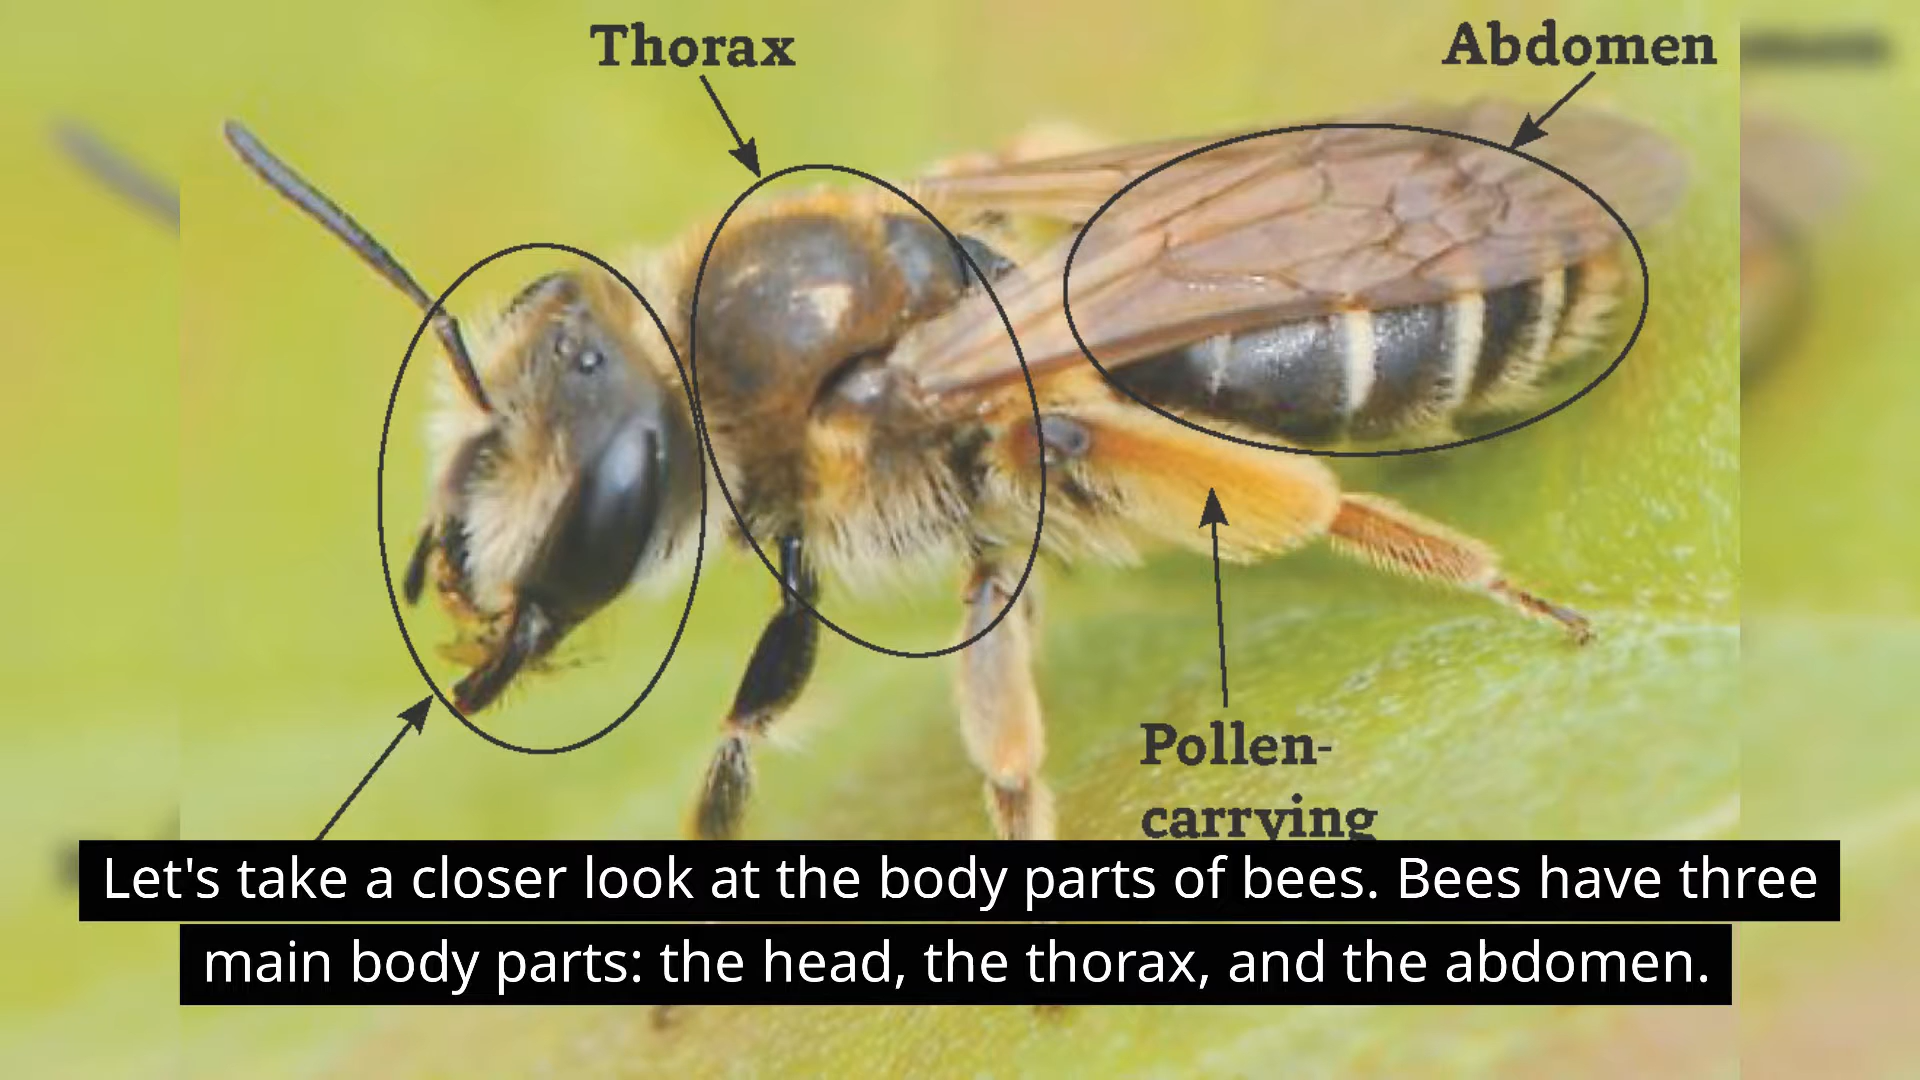 Thorax
Abdomen
Pollen-
carrying
Let's take a closer look at the body parts of bees. Bees have three
main body parts: the head, the thorax, and the abdomen.